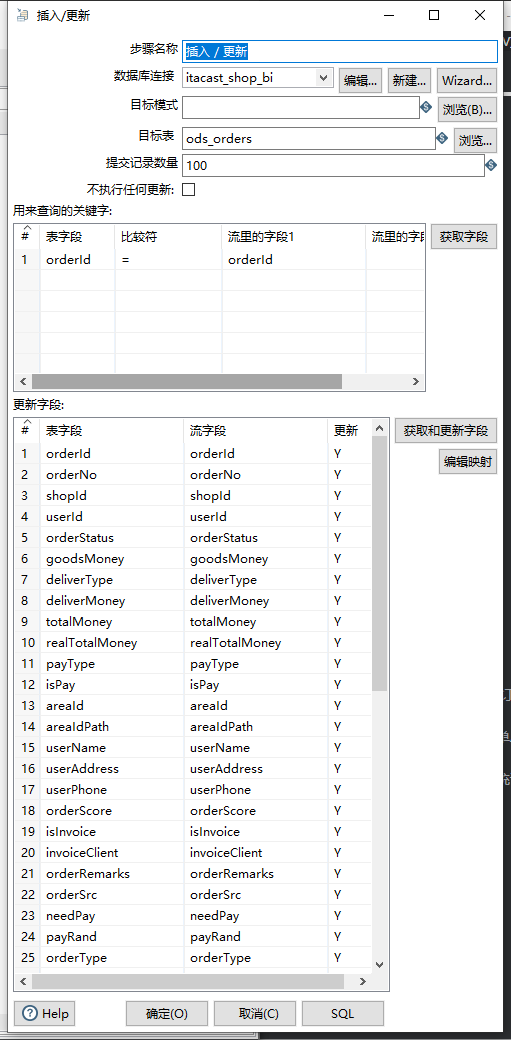 插入/更新
步骤名称 插入 / 更新
数据库连接 itacast_shop_bi 编辑... 新建... Wizard...
目标模式 浏览(B)...
目标表 ods_orders 浏览...
提交记录数量 100
不执行任何更新:
用来查询的关键字:
# 表字段 比较符 流里的字段1 流里的字段 获取字段
1 orderId = orderId
更新字段:
# 表字段 流字段 更新 获取和更新字段
编辑映射
1 orderId orderId Y
2 orderNo orderNo Y
3 shopId shopId Y
4 userId userId Y
5 orderStatus orderStatus Y
6 goodsMoney goodsMoney Y
7 deliverType deliverType Y
8 deliverMoney deliverMoney Y
9 totalMoney totalMoney Y
10 realTotalMoney realTotalMoney Y
11 payType payType Y
12 isPay isPay Y
13 areaId areaId Y
14 areaIdPath areaIdPath Y
15 userName userName Y
16 userAddress userAddress Y
17 userPhone userPhone Y
18 orderScore orderScore Y
19 isInvoice isInvoice Y
20 invoiceClient invoiceClient Y
21 orderRemarks orderRemarks Y
22 orderSrc orderSrc Y
23 needPay needPay Y
24 payRand payRand Y
25 orderType orderType Y
Help 确定(O) 取消(C) SQL